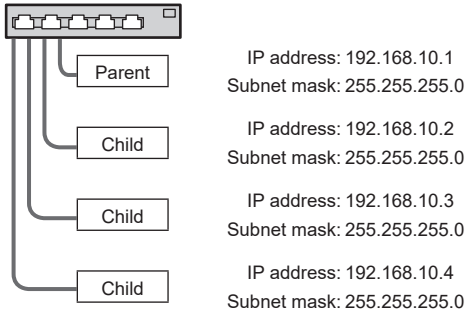 Parent
IP address: 192.168.10.1
Subnet mask: 255.255.255.0
Child
IP address: 192.168.10.2
Subnet mask: 255.255.255.0
Child
IP address: 192.168.10.3
Subnet mask: 255.255.255.0
Child
IP address: 192.168.10.4
Subnet mask: 255.255.255.0